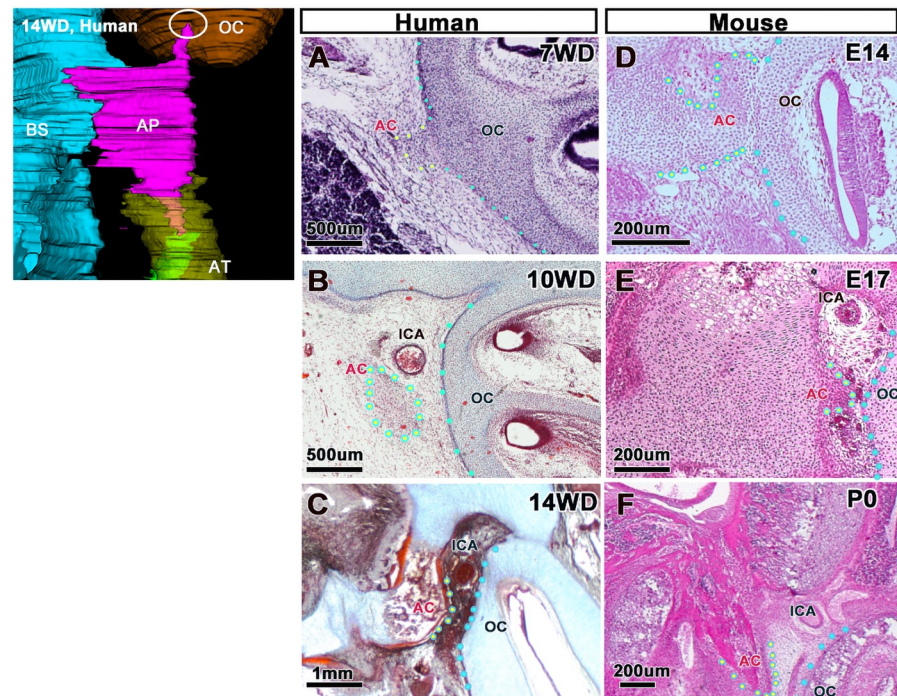 14WD, Human
OC
BS
AP
AT
Human
Mouse
A
7WD
AC
OC
500um
D
E14
OC
AC
200um
B
10WD
ICA
AC
OC
500um
E
E17
ICA
AC
OC
200um
C
14WD
ICA
AC
OC
1mm
F
P0
ICA
AC
OC
200um